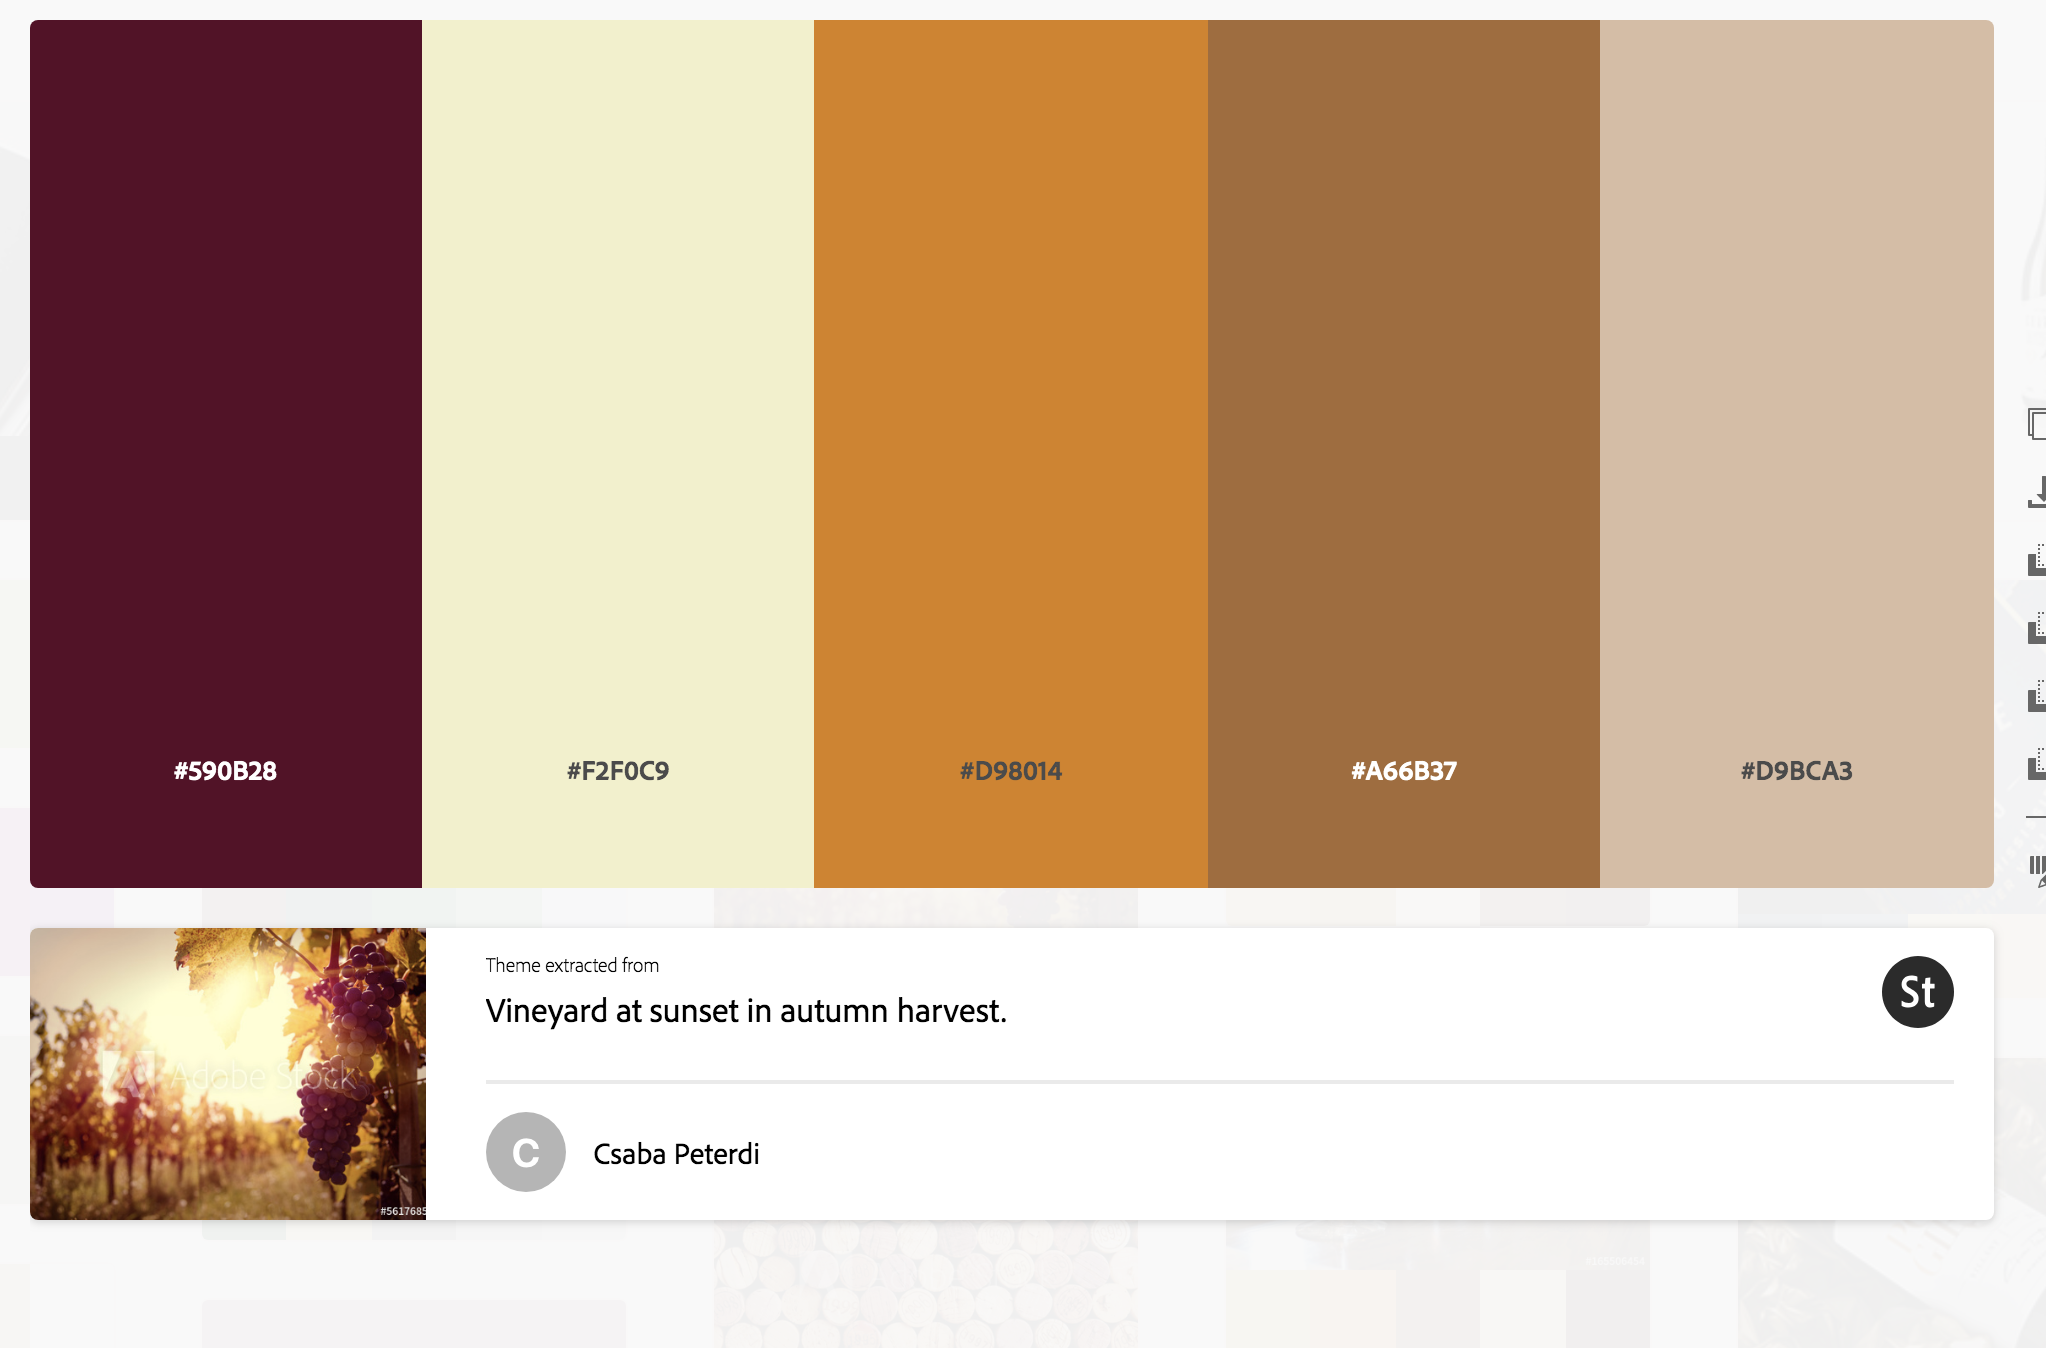 #590B28
#F2F0C9
#D98014
#A66B37
#D9BCA3
Theme extracted from
Vineyard at sunset in autumn harvest.
St
Adobe Stock
#5617685
C
Csaba Peterdi